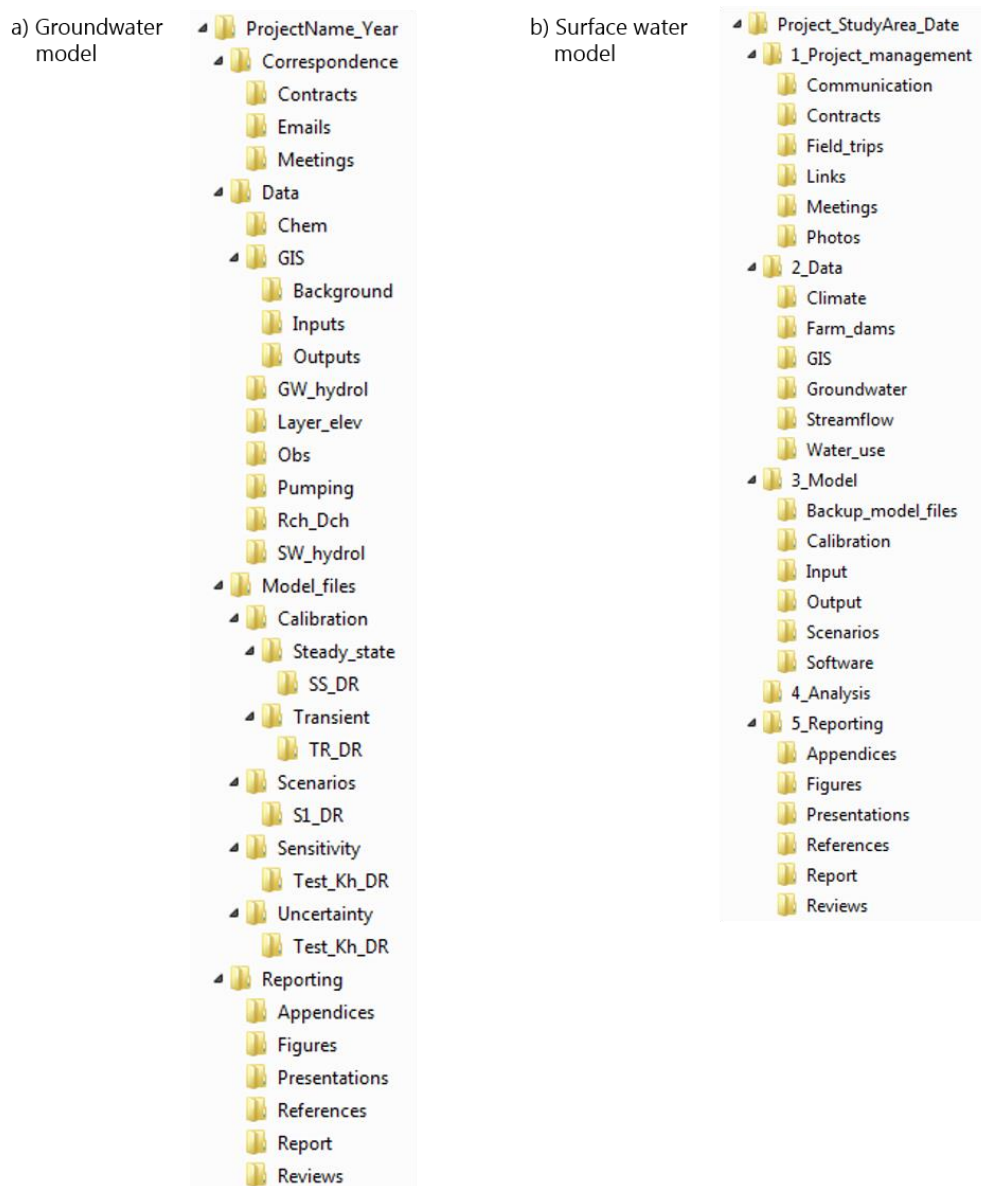 a) Groundwater
model
ProjectName_Year
Correspondence
Contracts
Emails
Meetings
Data
Chem
GIS
Background
Inputs
Outputs
GW_hydrol
Layer_elev
Obs
Pumping
Rch_Dch
SW_hydrol
Model_files
Calibration
Steady_state
SS_DR
Transient
TR_DR
Scenarios
S1_DR
Sensitivity
Test_Kh_DR
Uncertainty
Test_Kh_DR
Reporting
Appendices
Figures
Presentations
References
Report
Reviews
b) Surface water
model
Project_StudyArea_Date
1_Project_management
Communication
Contracts
Field_trips
Links
Meetings
Photos
2_Data
Climate
Farm_dams
GIS
Groundwater
Streamflow
Water_use
3_Model
Backup_model_files
Calibration
Input
Output
Scenarios
Software
4_Analysis
5_Reporting
Appendices
Figures
Presentations
References
Report
Reviews